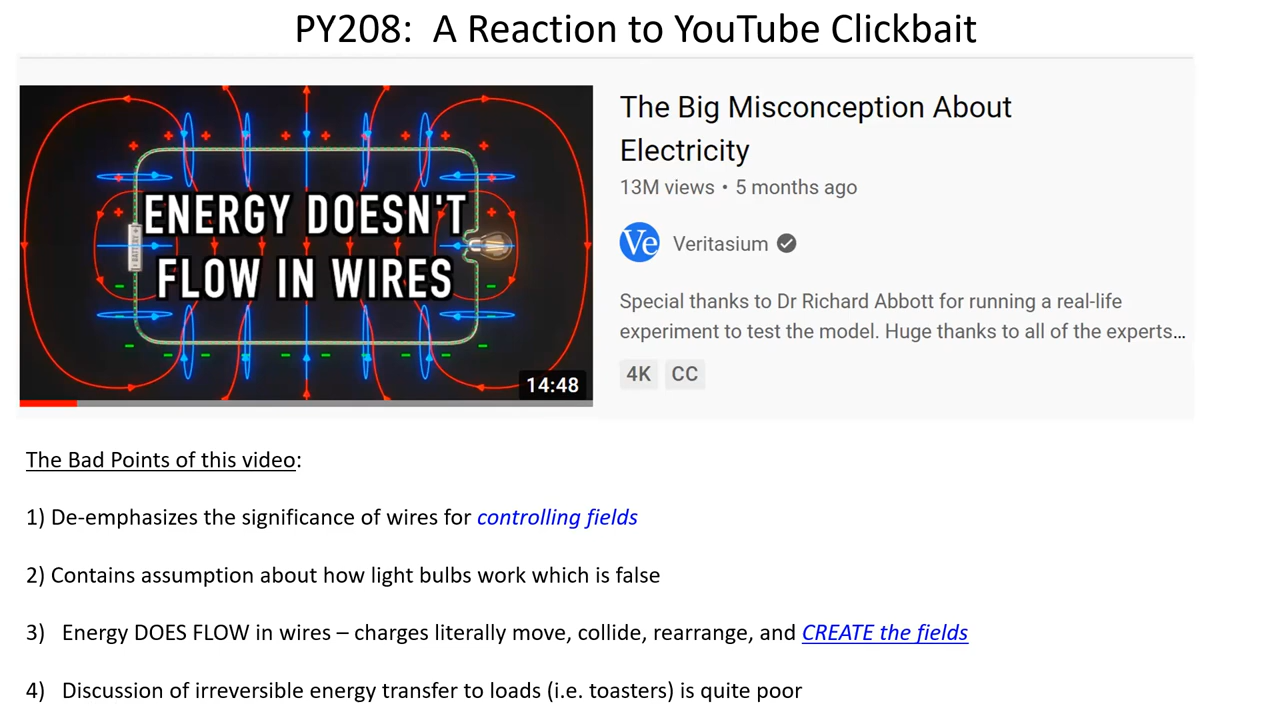 PY208: A Reaction to YouTube Clickbait
ENERGY DOESN'T
FLOW IN WIRES
BATTERY
14:48
The Big Misconception About
Electricity
13M views • 5 months ago
Ve
Veritasium
Special thanks to Dr Richard Abbott for running a real-life
experiment to test the model. Huge thanks to all of the experts...
4K CC
The Bad Points of this video:
1) De-emphasizes the significance of wires for controlling fields
2) Contains assumption about how light bulbs work which is false
3) Energy DOES FLOW in wires – charges literally move, collide, rearrange, and CREATE the fields
4) Discussion of irreversible energy transfer to loads (i.e. toasters) is quite poor